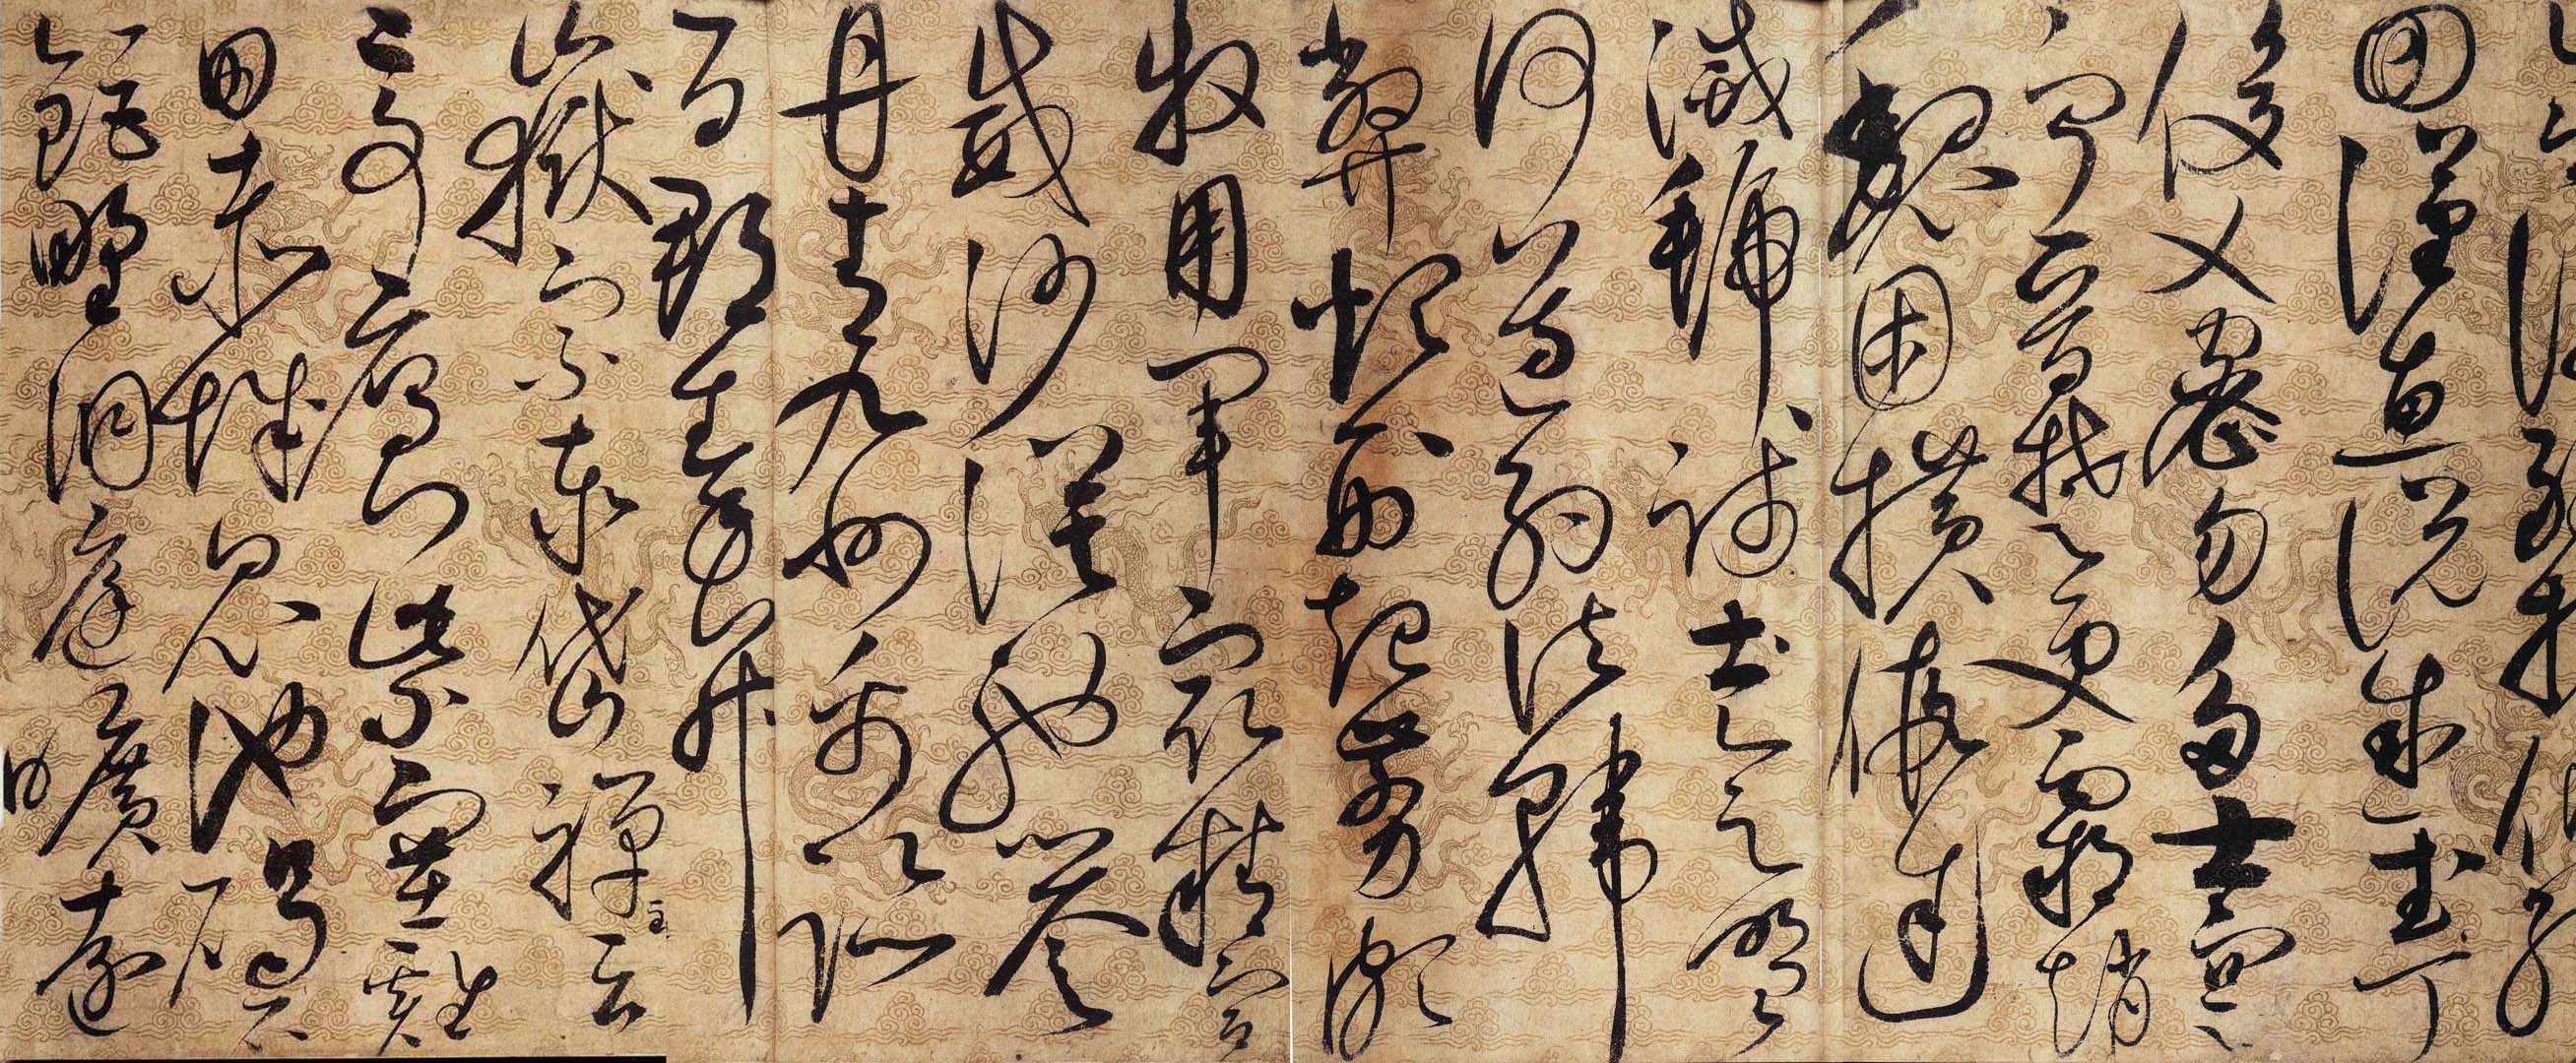 回漢惠說感武丁
俊乂密勿多士寔
寧晉楚更霸趙
魏困橫假途
滅虢踐土會盟
何遵約法韓
弊煩刑起翦頗
牧用軍最精宣
威沙漠馳譽
丹青九州禹跡
百郡秦并
嶽宗泰岱禪主云
亭雁門紫塞雞
田赤城昆池碣石
鉅野洞庭曠遠